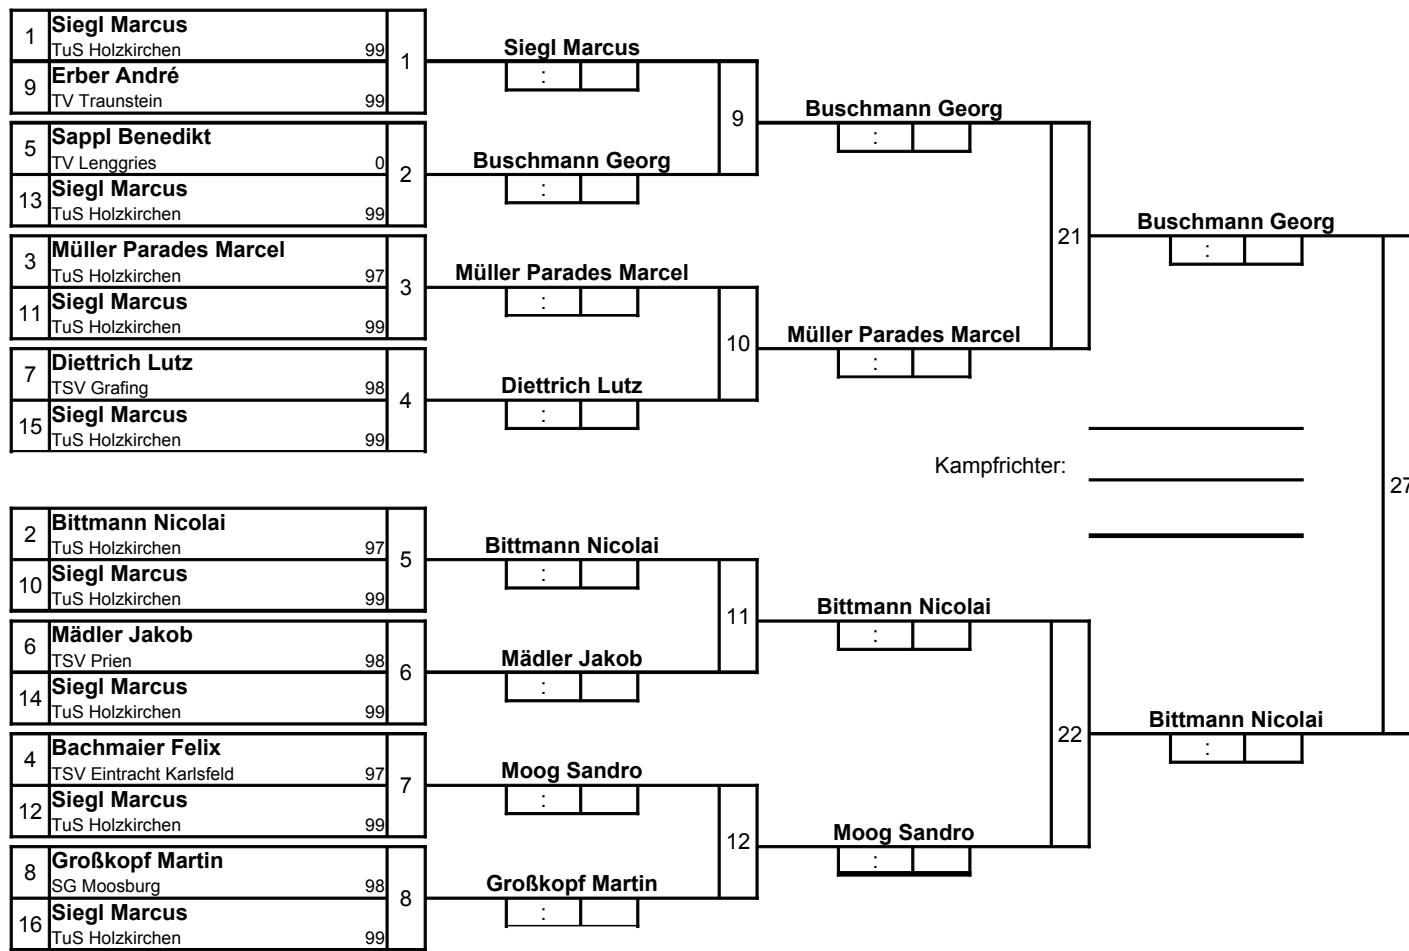 1
Siegl Marcus
TuS Holzkirchen 99
9
Erber André
TV Traunstein 99
1
5
Sappl Benedikt
TV Lenggries 0
13
Siegl Marcus
TuS Holzkirchen 99
2
3
Müller Parades Marcel
TuS Holzkirchen 97
11
Siegl Marcus
TuS Holzkirchen 99
3
7
Diettrich Lutz
TSV Grafing 98
15
Siegl Marcus
TuS Holzkirchen 99
4
2
Bittmann Nicolai
TuS Holzkirchen 97
10
Siegl Marcus
TuS Holzkirchen 99
5
6
Mädler Jakob
TSV Prien 98
14
Siegl Marcus
TuS Holzkirchen 99
6
4
Bachmaier Felix
TSV Eintracht Karlsfeld 97
12
Siegl Marcus
TuS Holzkirchen 99
7
8
Großkopf Martin
SG Moosburg 98
16
Siegl Marcus
TuS Holzkirchen 99
8
Siegl Marcus
:
Buschmann Georg
:
9
Müller Parades Marcel
:
Diettrich Lutz
:
10
Bittmann Nicolai
:
Mädler Jakob
:
11
Moog Sandro
:
Großkopf Martin
:
12
Buschmann Georg
:
Müller Parades Marcel
:
21
Bittmann Nicolai
:
Moog Sandro
:
22
Buschmann Georg
:
Kampfrichter:
Bittmann Nicolai
:
27